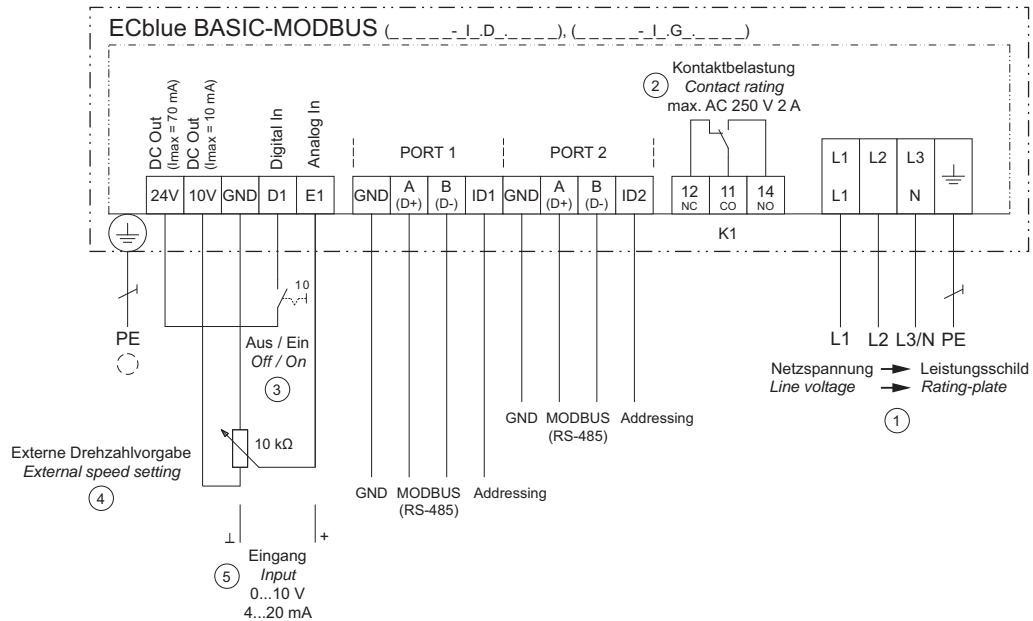 ECblue BASIC-MODBUS (_ _ _ _ _-_I_.D_._ _ _ _), (_ _ _ _ _-_I_.G_._ _ _ _)
DC Out
(Imax = 70 mA)
DC Out
(Imax = 10 mA)
Digital In
Analog In
24V 10V GND D1 E1
PORT 1
GND A (D+) B (D-) ID1
PORT 2
GND A (D+) B (D-) ID2
2
Kontaktbelastung
Contact rating
max. AC 250 V 2 A
12 NC 11 CO 14 NO
K1
L1 L2 L3
L1 N
PE
10
Aus / Ein
Off / On
3
10 kΩ
Externe Drehzahlvorgabe
External speed setting
4
⊥ +
Eingang
5
Input
0...10 V
4...20 mA
GND MODBUS Addressing
(RS-485)
GND MODBUS Addressing
(RS-485)
L1 L2 L3/N PE
Netzspannung Leistungsschild
Line voltage Rating-plate
1